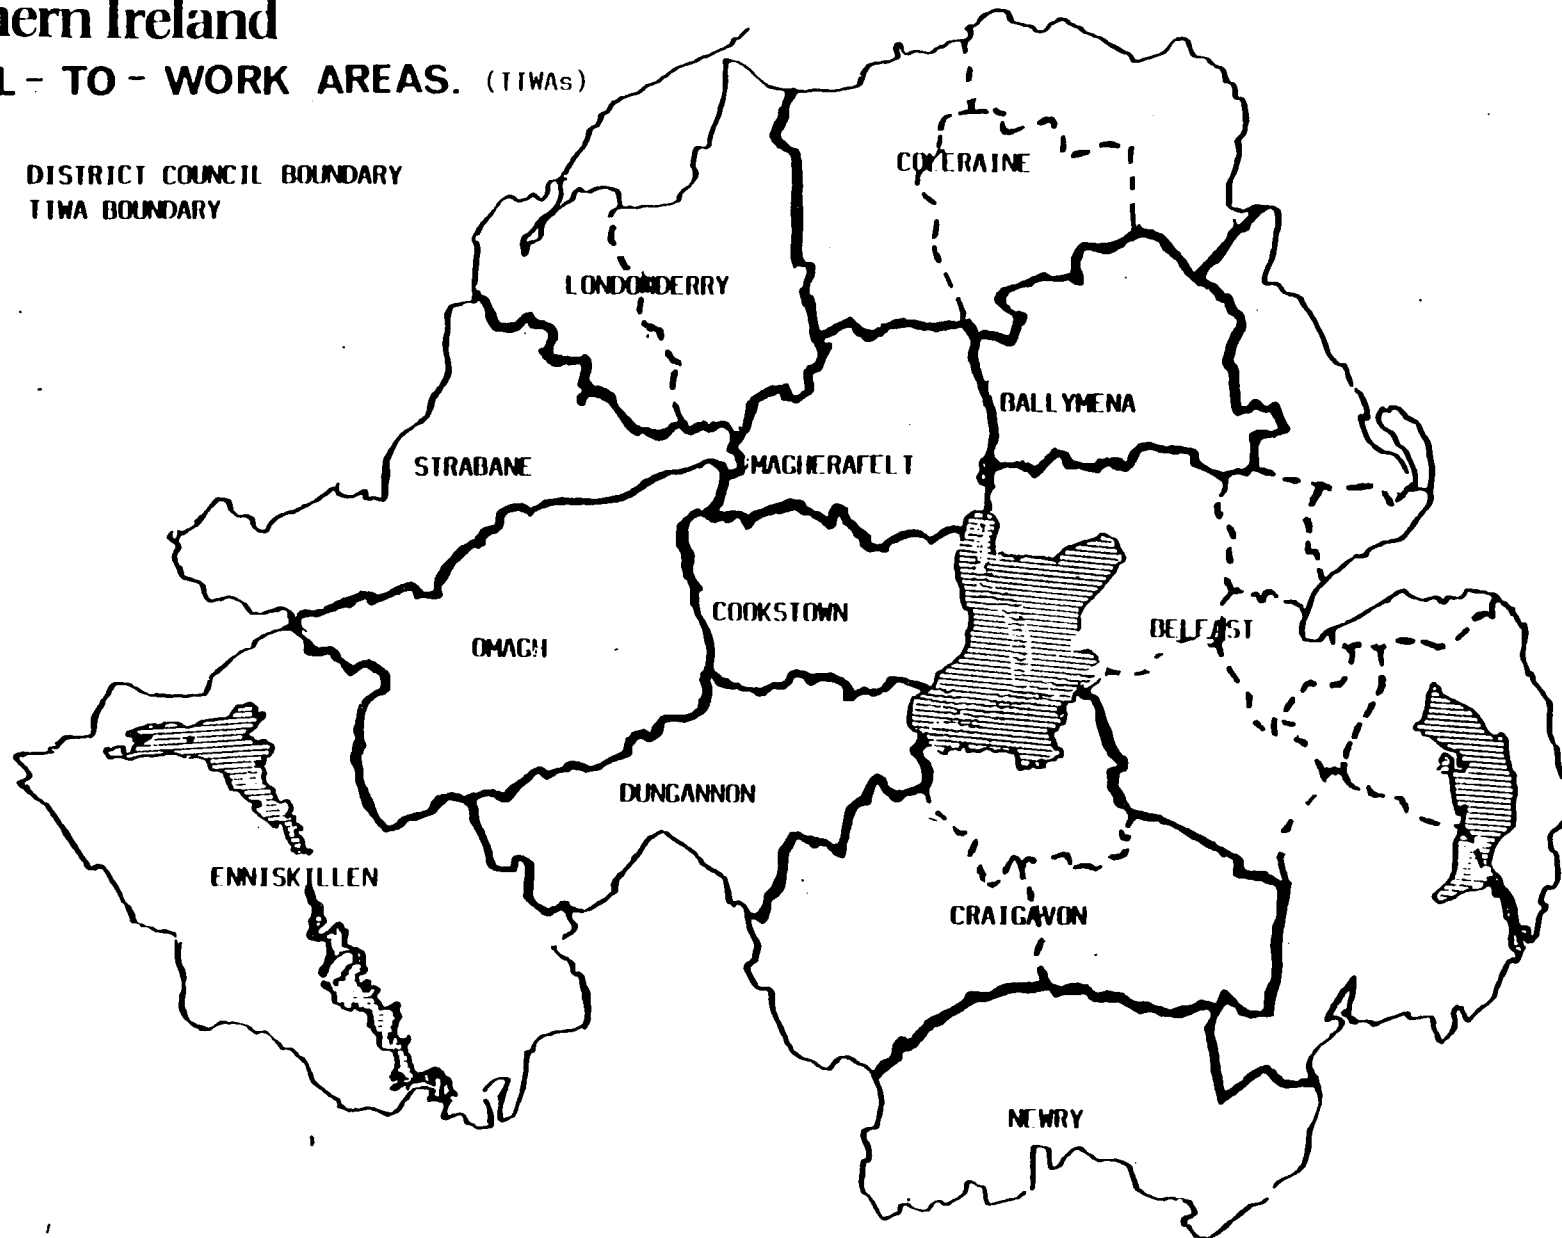 hern Ireland
L - TO - WORK AREAS. (TTWAs)
DISTRICT COUNCIL BOUNDARY
TTWA BOUNDARY
COLERAINE
LONDONDERRY
BALLYMENA
STRABANE
MAGHERAFELT
COOKSTOWN
BELFAST
OMAGH
DUNGANNON
ENNISKILLEN
CRAIGAVON
NEWRY